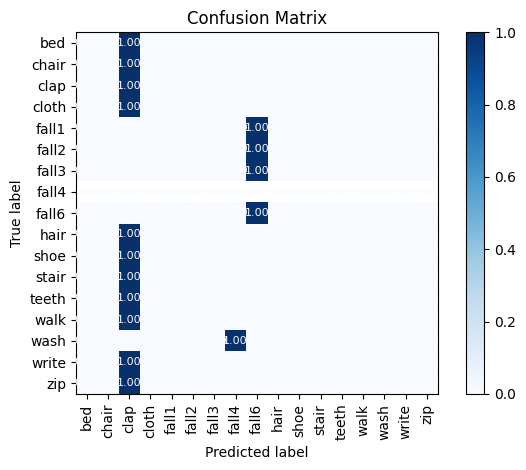 Confusion Matrix
True label
bed 1.00
chair 1.00
clap 1.00
cloth 1.00
fall1 1.00
fall2 1.00
fall3 1.00
fall4
fall6 1.00
hair 1.00
shoe 1.00
stair 1.00
teeth 1.00
walk 1.00
wash 1.00
write 1.00
zip 1.00
bed chair clap cloth fall1 fall2 fall3 fall4 fall6 hair shoe stair teeth walk wash write zip
Predicted label
1.0
0.8
0.6
0.4
0.2
0.0